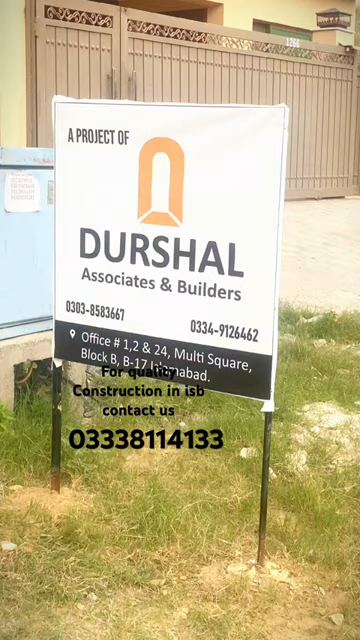 1286
A PROJECT OF
DURSHAL
Associates & Builders
0303-8583667
0334-9126462
Office # 1,2 & 24, Multi Square,
Block B, B-17 Islamabad.
For quality
Construction in isb
contact us
03338114133